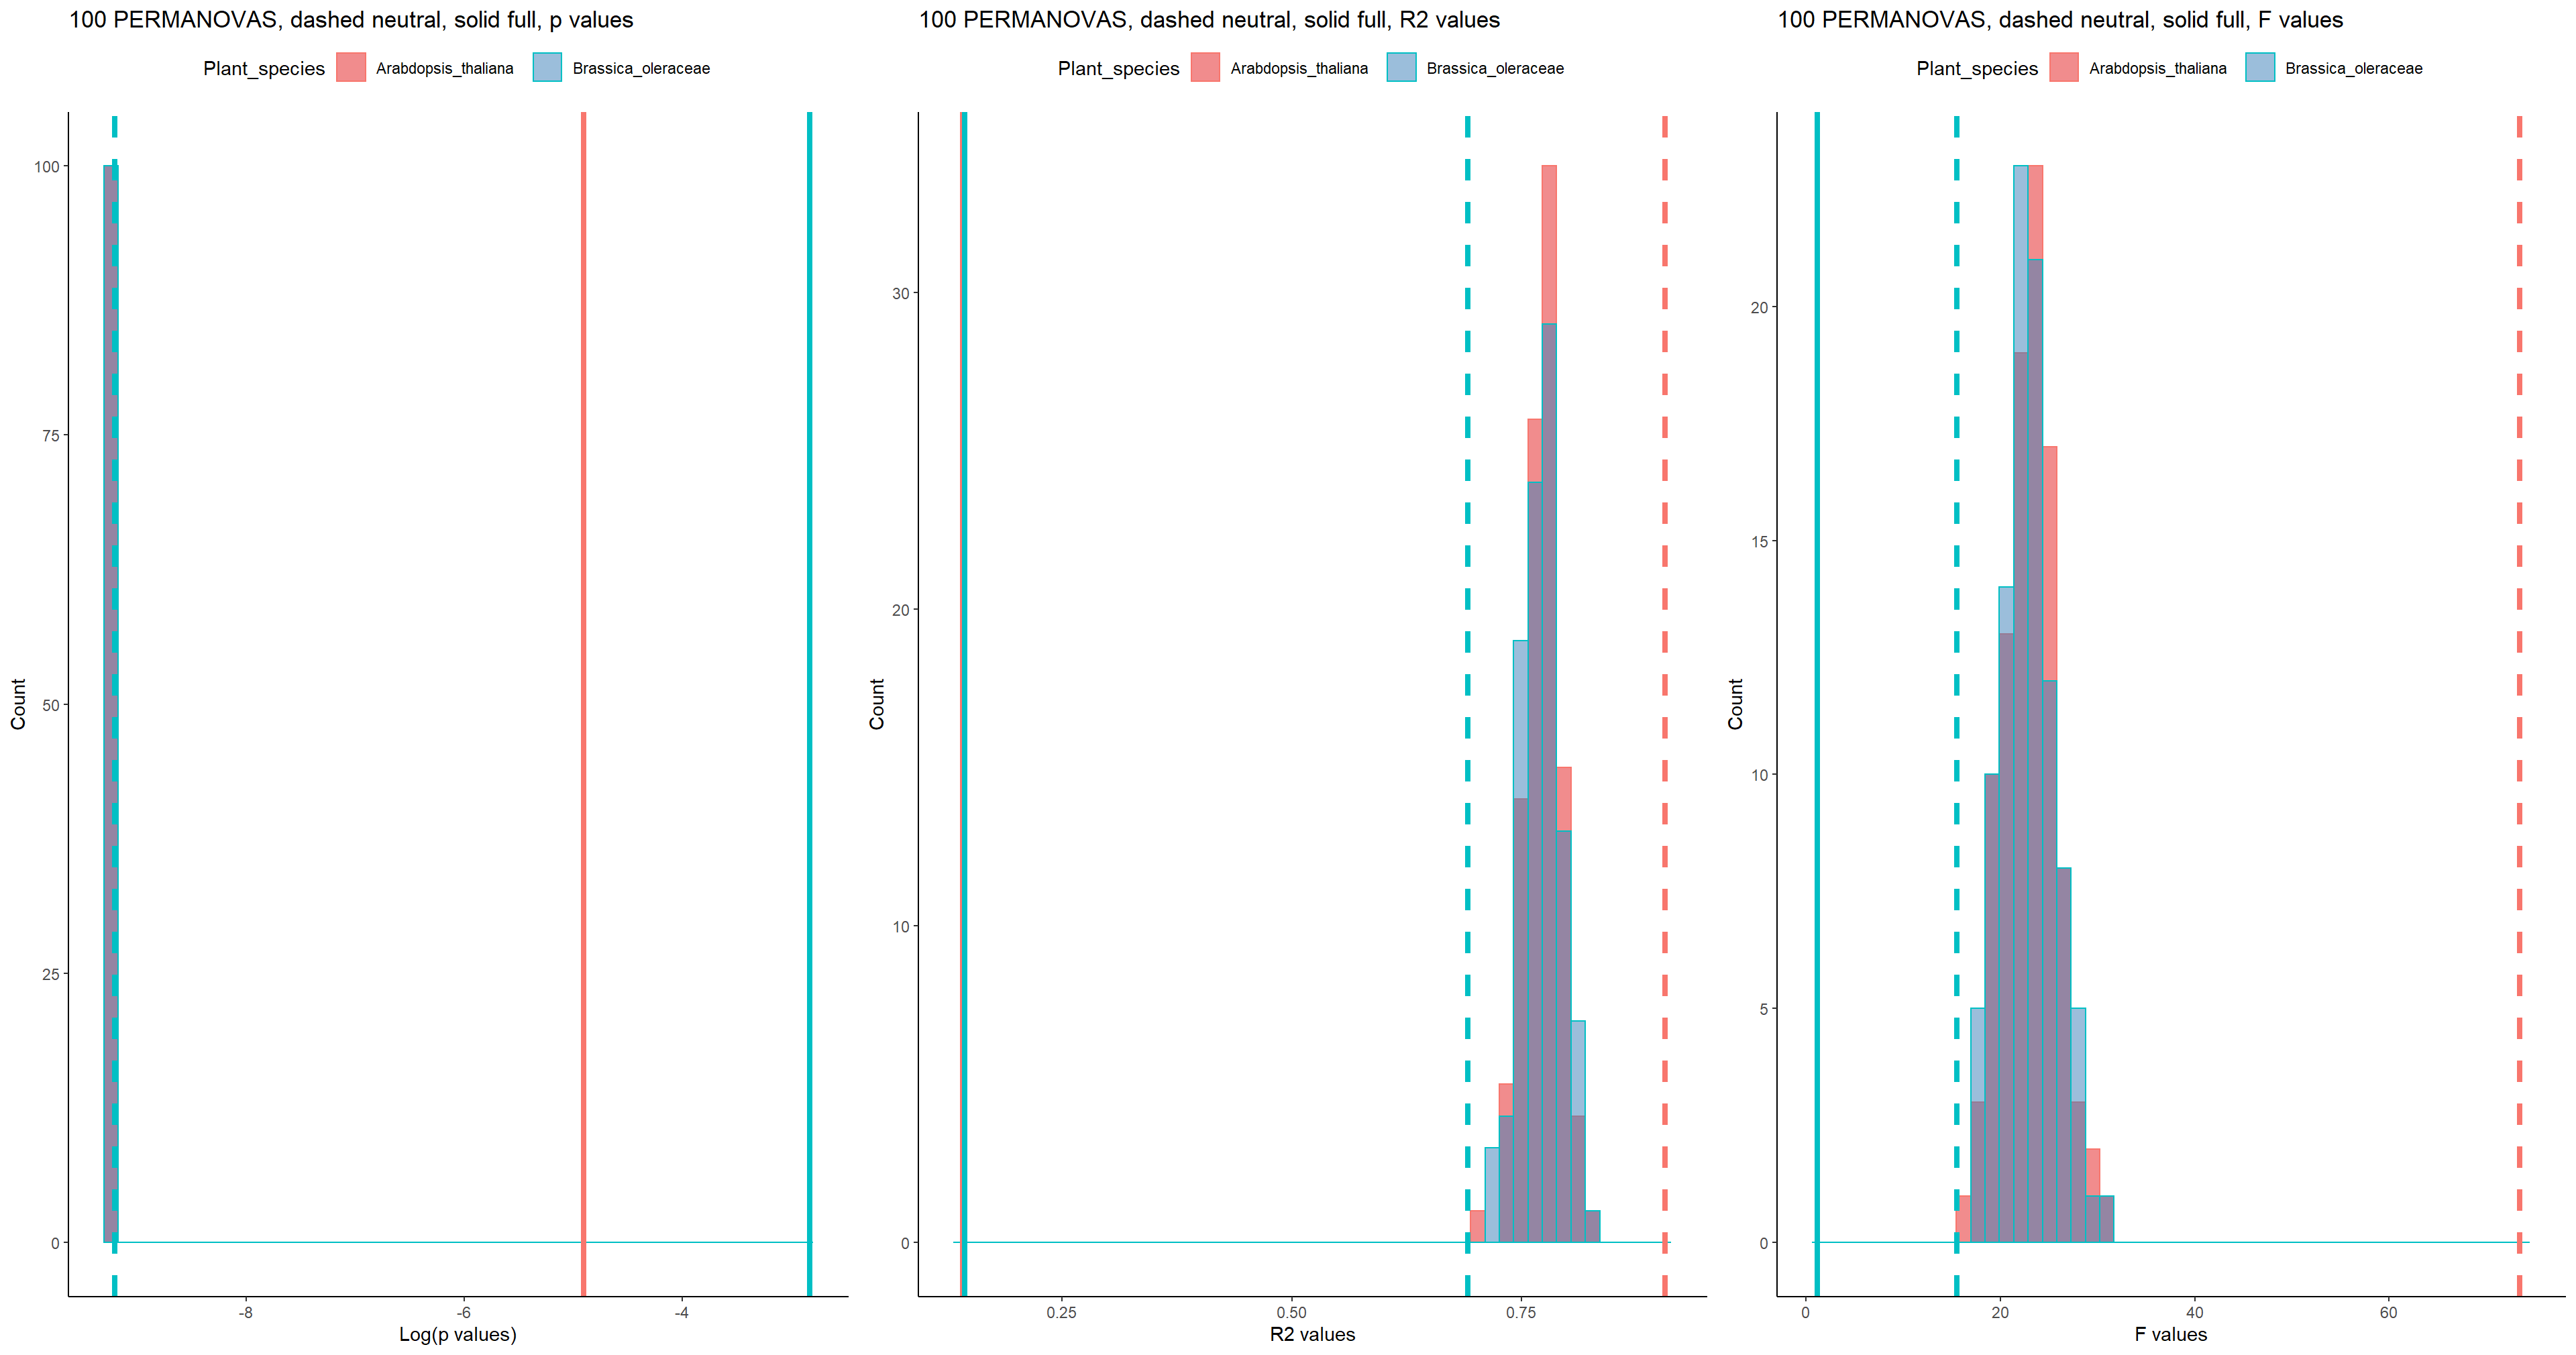 100 PERMANOVAS, dashed neutral, solid full, p values
Plant_species Arabdopsis_thaliana Brassica_oleraceae
100
75
50
25
0
Count
-8 -6 -4
Log(p values)
100 PERMANOVAS, dashed neutral, solid full, R2 values
Plant_species Arabdopsis_thaliana Brassica_oleraceae
30
20
10
0
Count
0.25 0.50 0.75
R2 values
100 PERMANOVAS, dashed neutral, solid full, F values
Plant_species Arabdopsis_thaliana Brassica_oleraceae
20
15
10
5
0
Count
0 20 40 60
F values